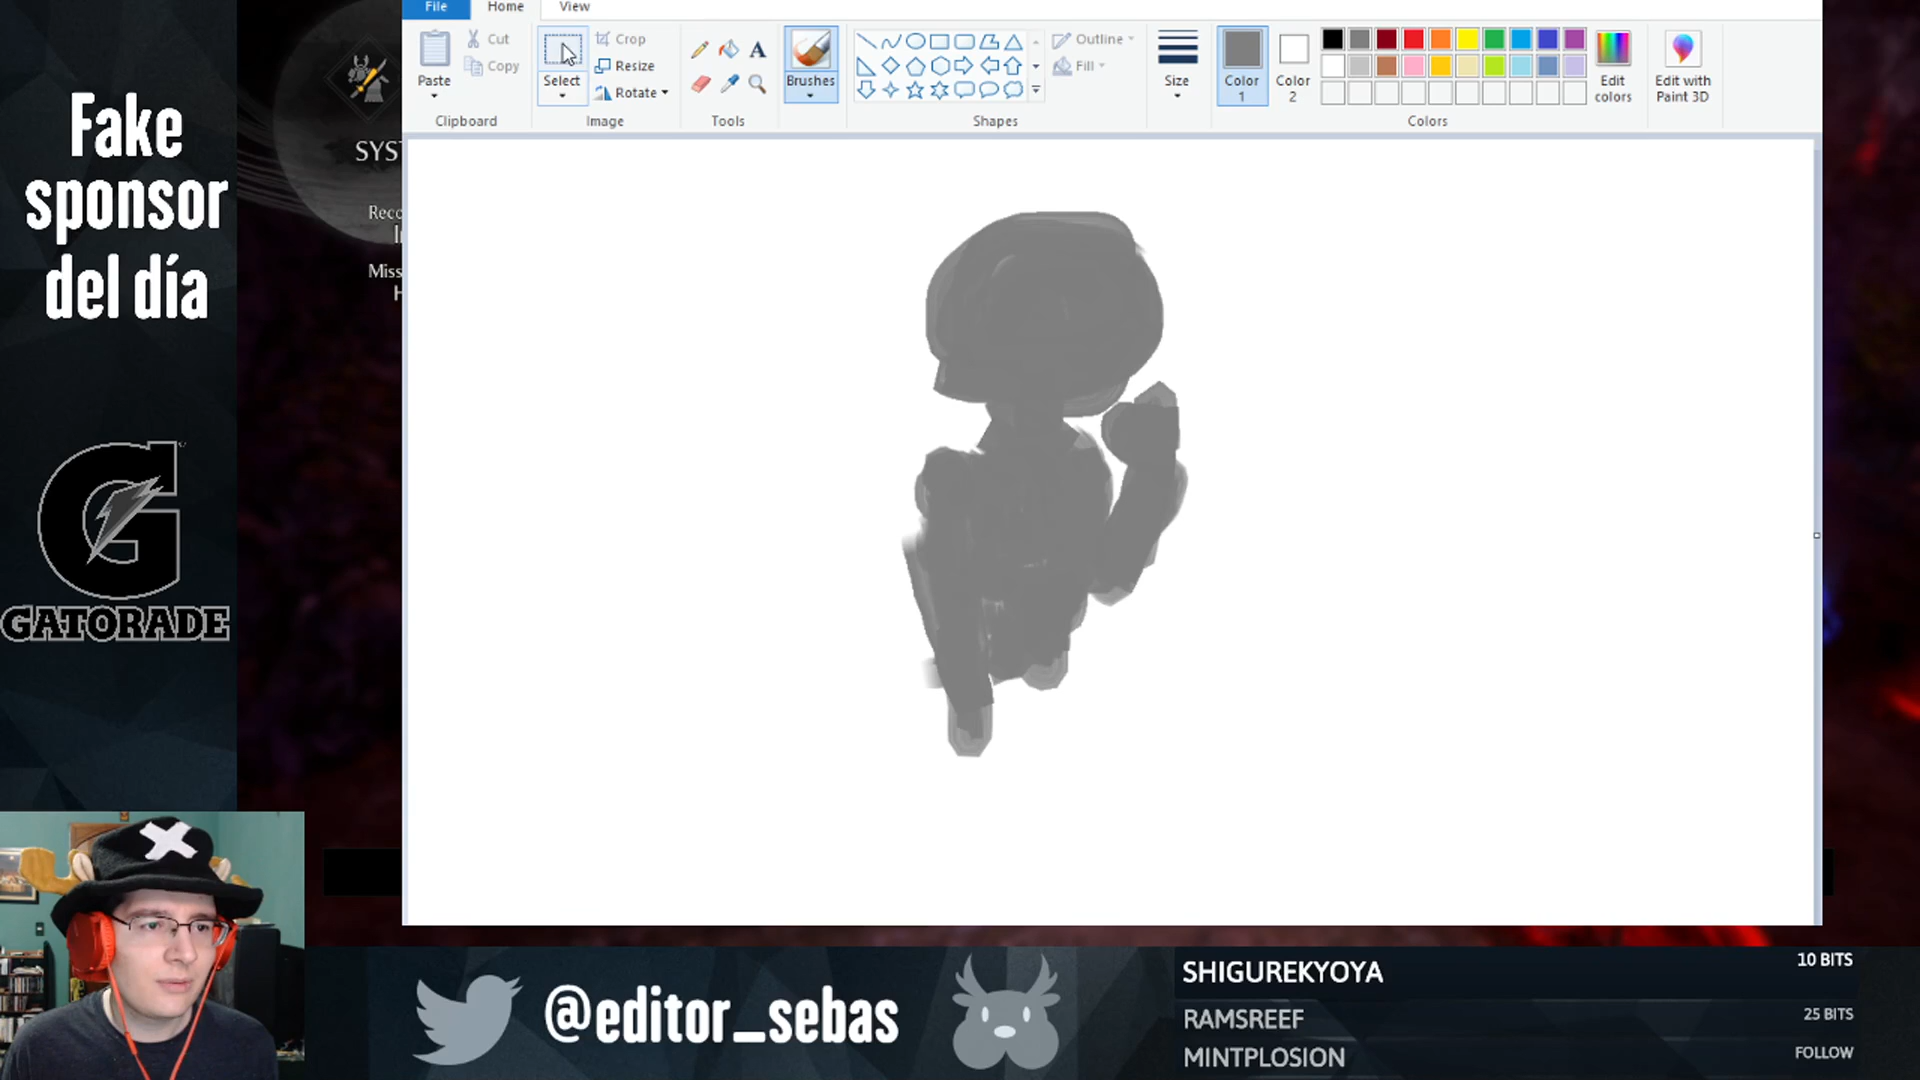 File Home View
Fake
sponsor
del día
Cut
Copy
Paste
Clipboard
Crop
Resize
Rotate
Select
Image
Tools
Brushes
Outline
Fill
Shapes
Size
Color
1
Color
2
Edit
colors
Colors
Edit with
Paint 3D
SYS
Reco
Miss
G
GATORADE
@editor_sebas
SHIGUREKYOYA 10 BITS
RAMSREEF 25 BITS
MINTPLOSION FOLLOW